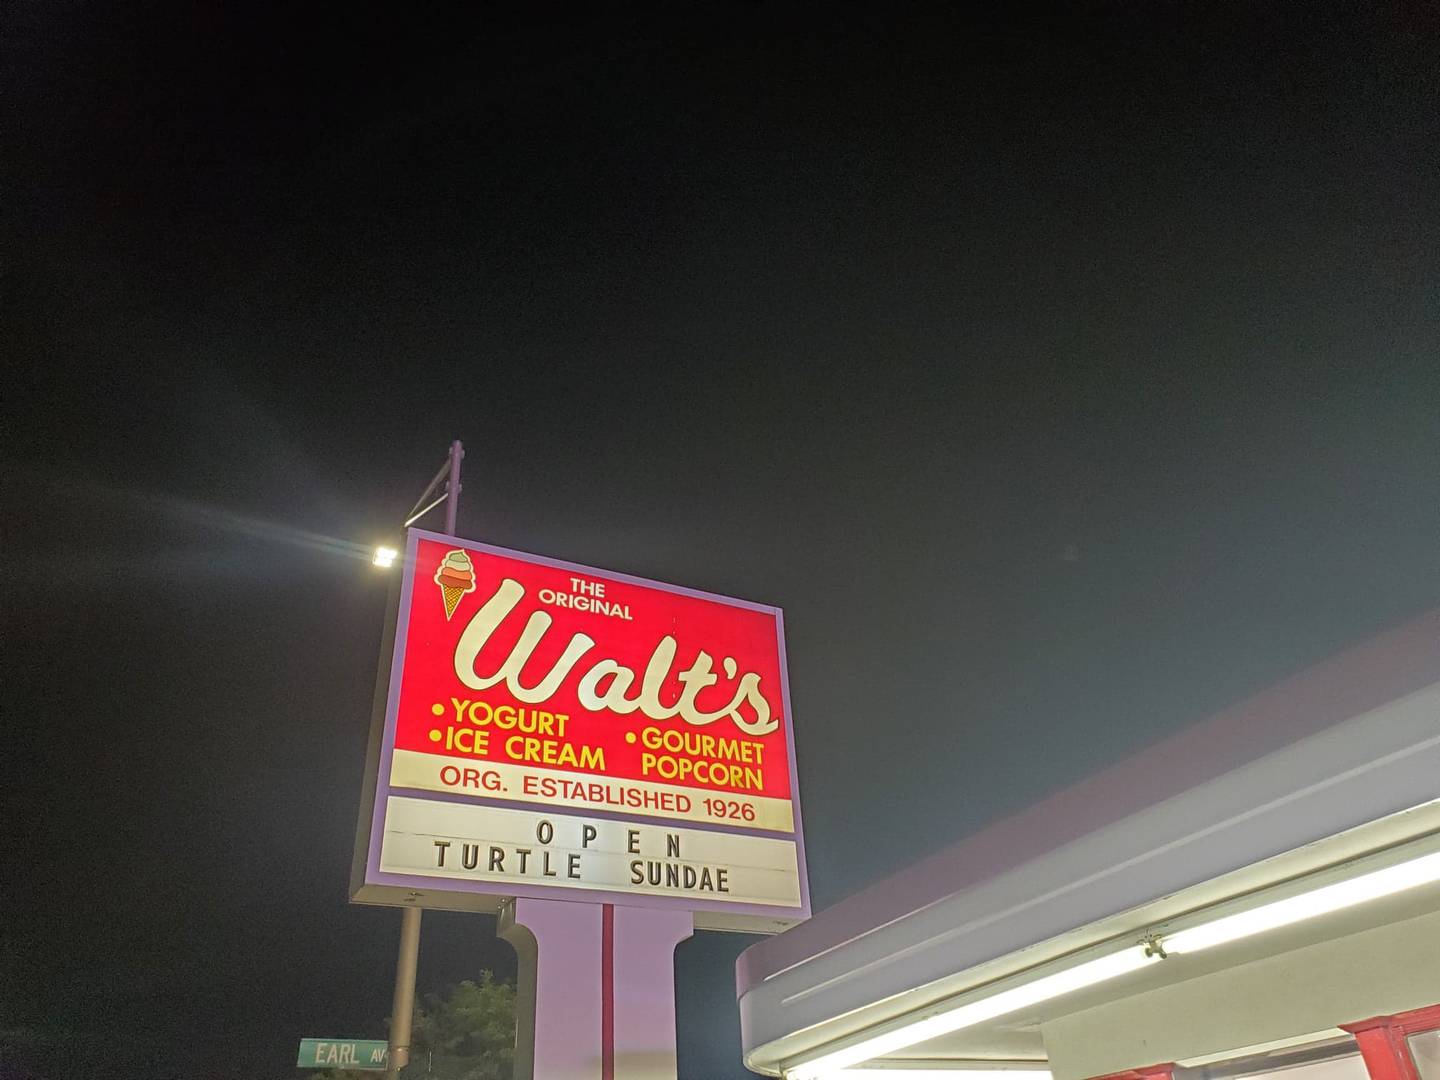 THE
ORIGINAL
Walt's
• YOGURT
• ICE CREAM
• GOURMET
POPCORN
ORG. ESTABLISHED 1926
OPEN
TURTLE SUNDAE
EARL AV